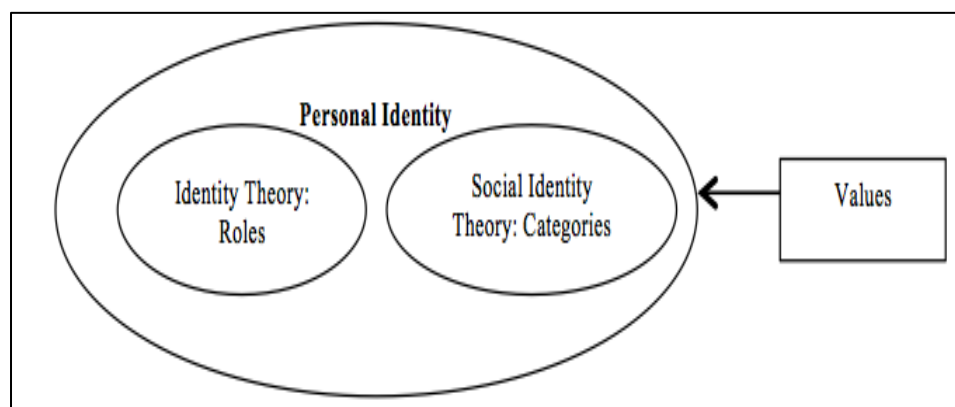 Personal Identity
Identity Theory:
Roles
Social Identity
Theory: Categories
Values